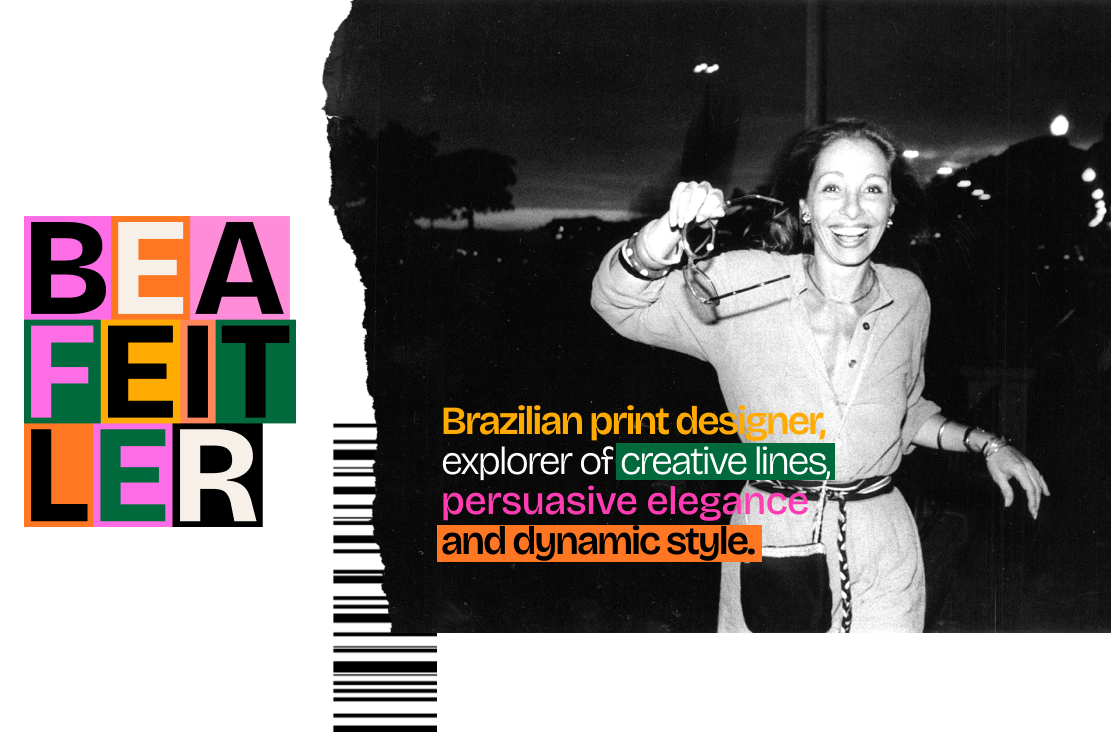 BEA
FEIT
LER
Brazilian print designer,
explorer of creative lines,
persuasive elegance
and dynamic style.